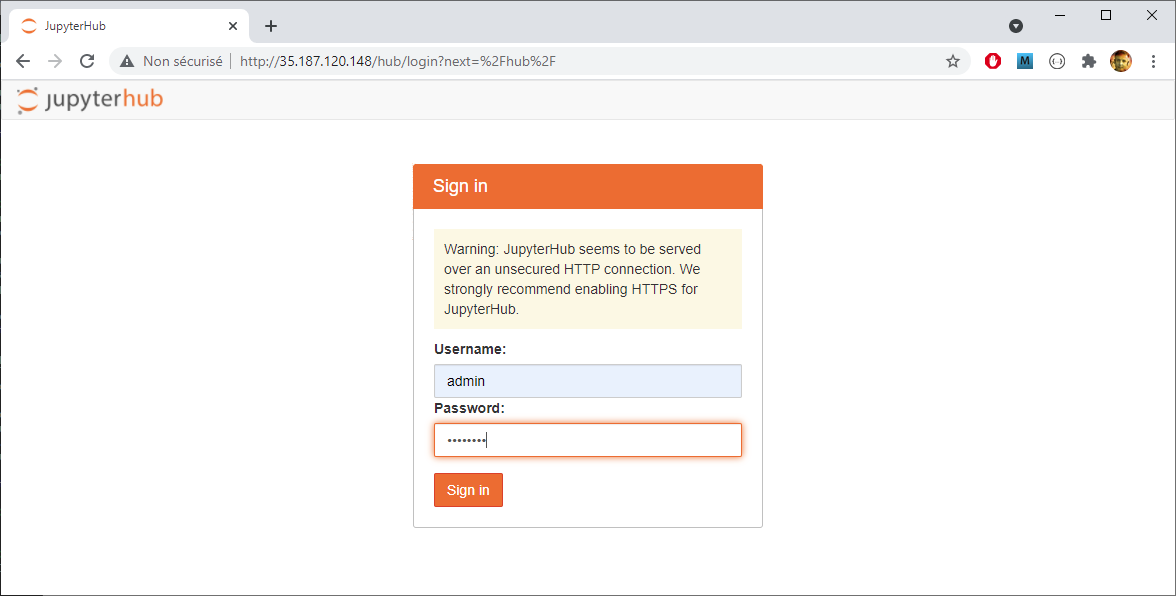 JupyterHub
Non sécurisé http://35.187.120.148/hub/login?next=%2Fhub%2F
M
jupyterhub
Sign in
Warning: JupyterHub seems to be served
over an unsecured HTTP connection. We
strongly recommend enabling HTTPS for
JupyterHub.
Username:
admin
Password:
••••••••
Sign in